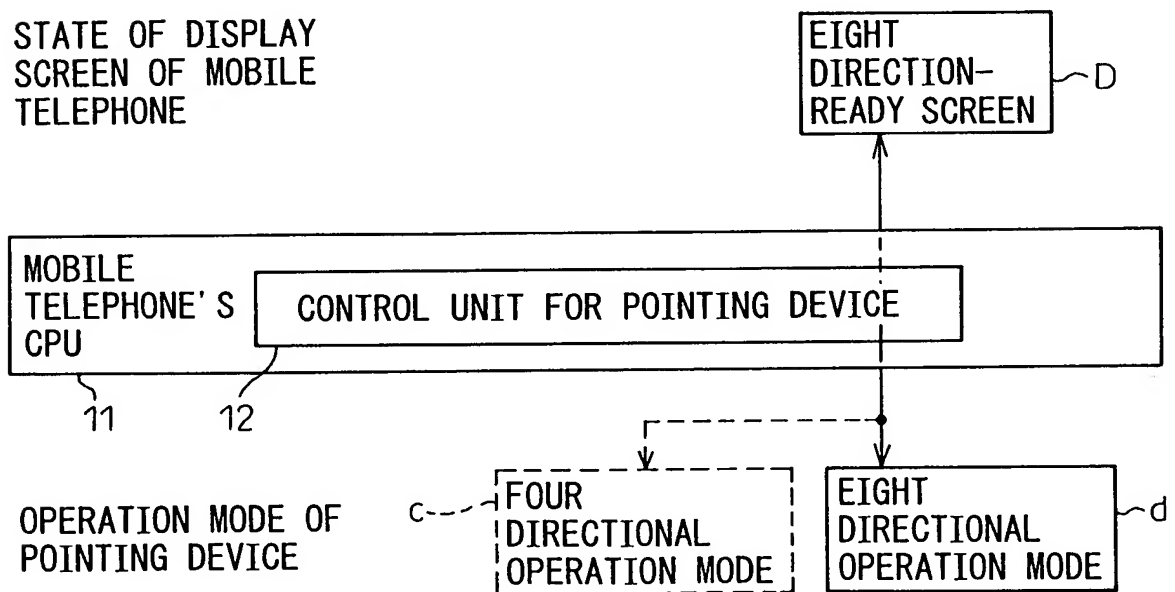 STATE OF DISPLAY
SCREEN OF MOBILE
TELEPHONE
EIGHT
DIRECTION-
READY SCREEN
D
MOBILE
TELEPHONE'S
CPU
CONTROL UNIT FOR POINTING DEVICE
11
12
OPERATION MODE OF
POINTING DEVICE
c
FOUR
DIRECTIONAL
OPERATION MODE
EIGHT
DIRECTIONAL
OPERATION MODE
d